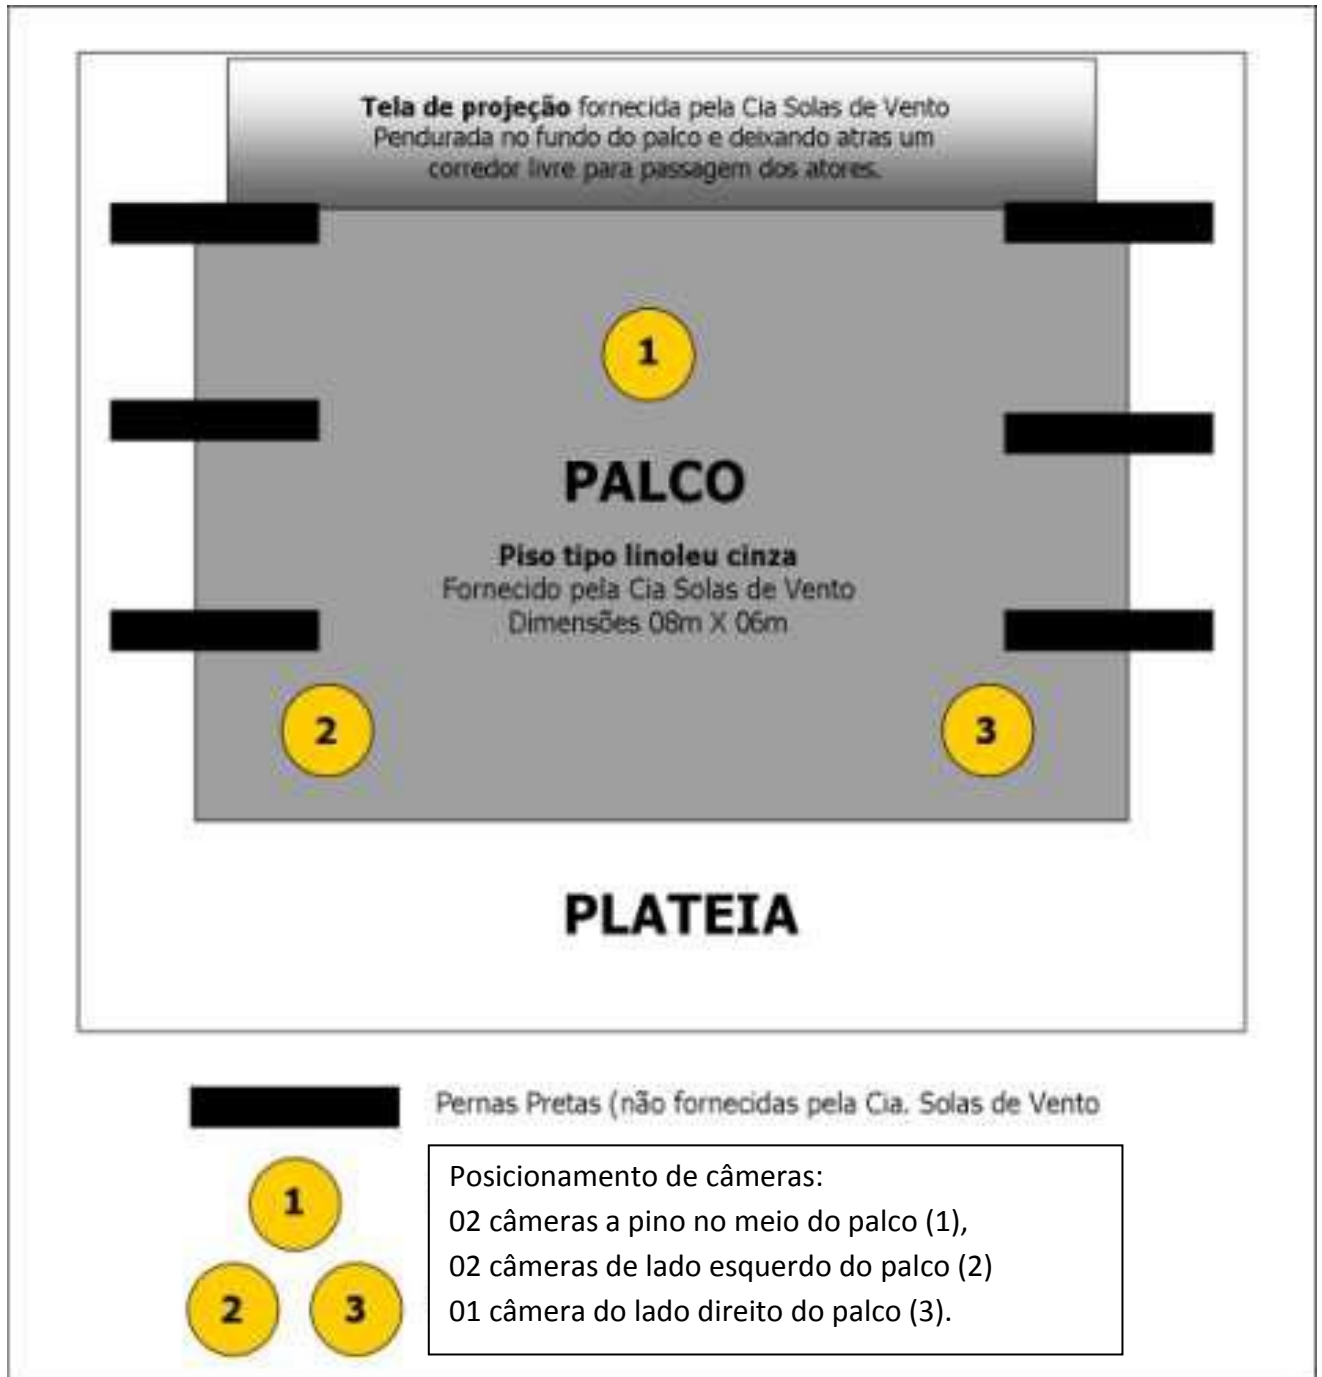 Tela de projeção fornecida pela Cia Solas de Vento
Pendurada no fundo do palco e deixando atras um
corredor livre para passagem dos atores.
1
PALCO
Piso tipo linoleu cinza
Fornecido pela Cia Solas de Vento
Dimensões 08m X 06m
2
3
PLATEIA
Pernas Pretas (não fornecidas pela Cia. Solas de Vento
1
2
3
Posicionamento de câmeras:
02 câmeras a pino no meio do palco (1),
02 câmeras de lado esquerdo do palco (2)
01 câmera do lado direito do palco (3).